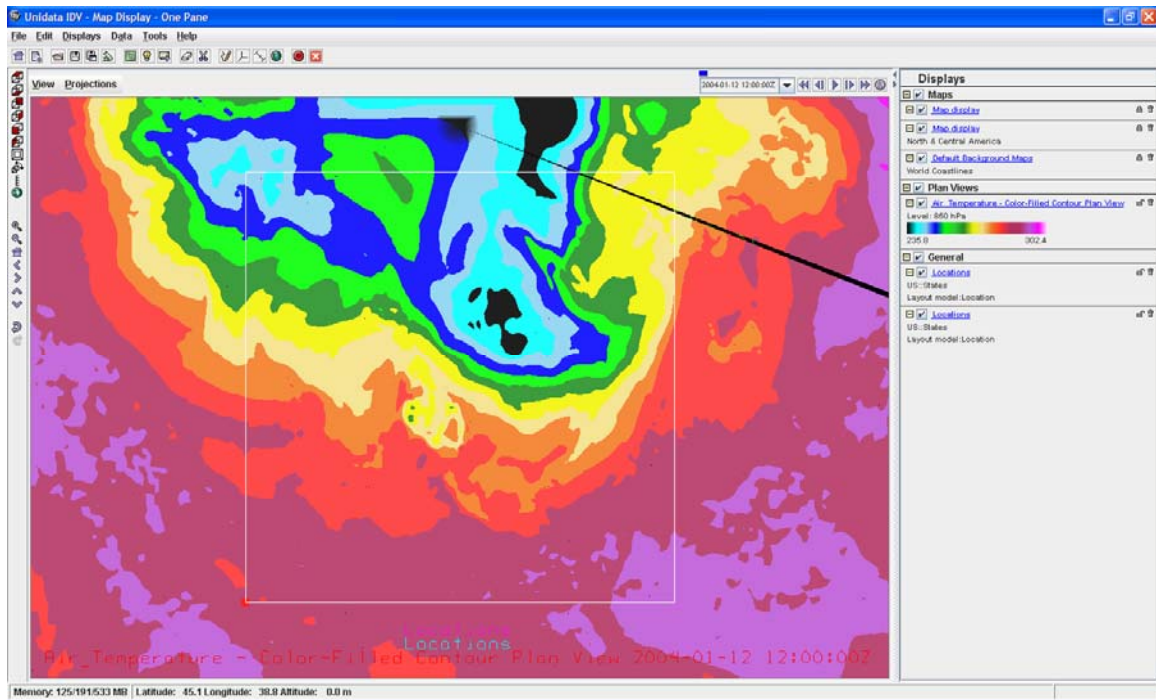 Unidata IDV - Map Display - One Pane
File Edit Displays Data Tools Help
View Projections
2004-01-12 12:00:00Z
Displays
Maps
Map display
Map display
North & Central America
Default Background Maps
World Coastlines
Plan Views
Air_Temperature - Color-Filled Contour Plan View
Level: 850 hPa
235.8 302.4
General
Locations
US::States
Layout model:Location
Locations
US::States
Layout model:Location
Locations
Locations
Air_Temperature - Color-Filled Contour Plan View 2004-01-12 12:00:00Z
Memory: 125/191/533 MB Latitude: 45.1 Longitude: 38.8 Altitude: 0.0 m